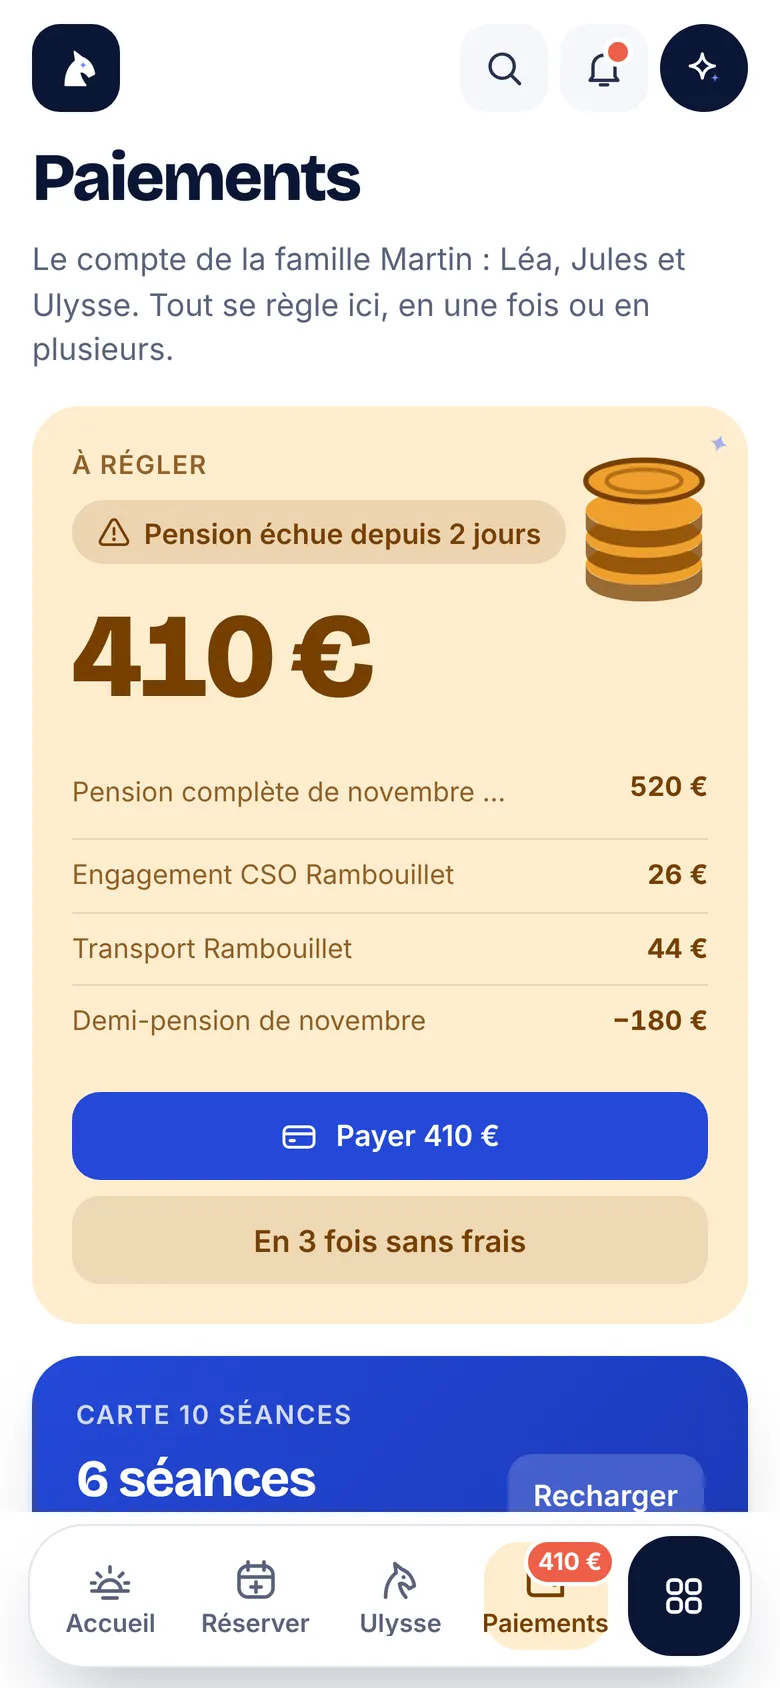 Paiements
Le compte de la famille Martin : Léa, Jules et
Ulysse. Tout se règle ici, en une fois ou en
plusieurs.
À RÉGLER
Pension échue depuis 2 jours
410 €
Pension complète de novembre ... 520 €
Engagement CSO Rambouillet 26 €
Transport Rambouillet 44 €
Demi-pension de novembre −180 €
Payer 410 €
En 3 fois sans frais
CARTE 10 SÉANCES
6 séances
Recharger
410 €
Accueil Réserver Ulysse Paiements